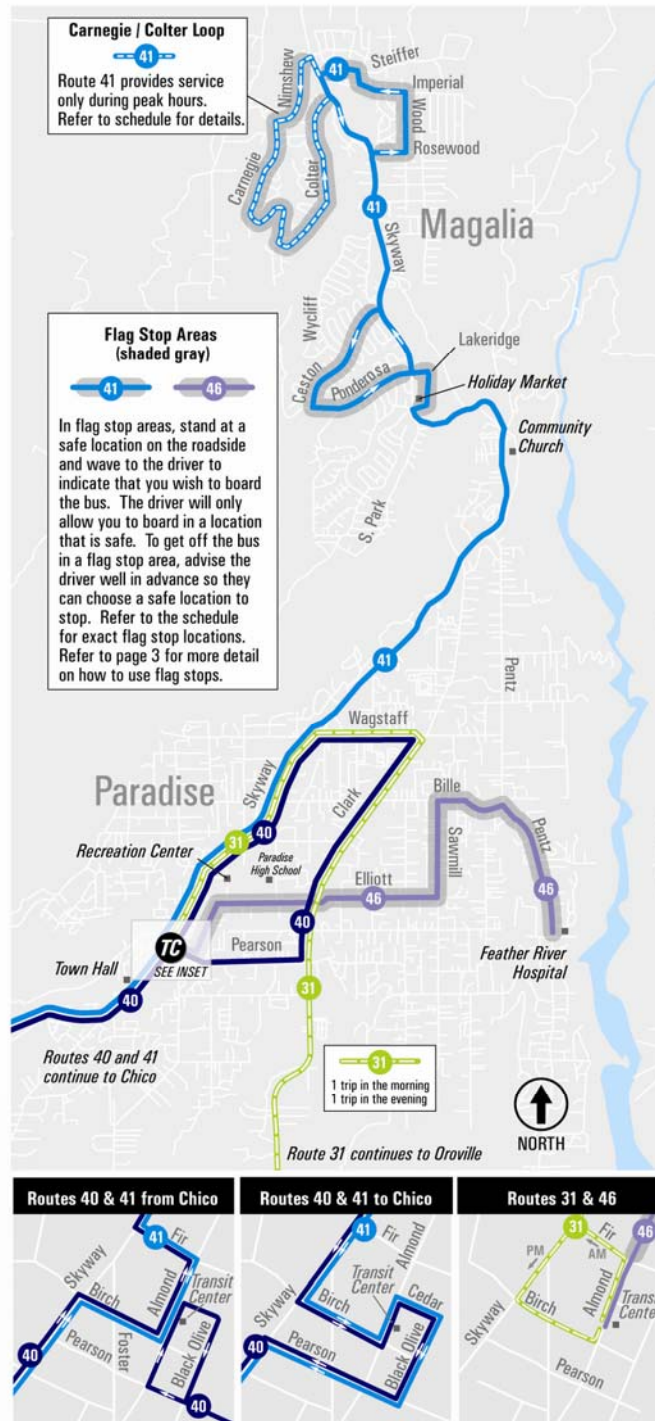 Carnegie / Colter Loop
41
Route 41 provides service
only during peak hours.
Refer to schedule for details.
Steiffer
41
Imperial
Nimshew
Wood
Rosewood
Carnegie
Colter
41
Skyway
Magalia
Flag Stop Areas
(shaded gray)
41
46
In flag stop areas, stand at a
safe location on the roadside
and wave to the driver to
indicate that you wish to board
the bus. The driver will only
allow you to board in a location
that is safe. To get off the bus
in a flag stop area, advise the
driver well in advance so they
can choose a safe location to
stop. Refer to the schedule
for exact flag stop locations.
Refer to page 3 for more detail
on how to use flag stops.
Wycliff
Lakeridge
Ceston
Ponderosa
Holiday Market
Community
Church
S. Park
41
Pentz
Wagstaff
Skyway
Paradise
Clark
Bille
31
40
Pentz
Recreation Center
Paradise
High School
Sawmill
Elliott
46
46
40
Pearson
TC
SEE INSET
Town Hall
Feather River
Hospital
40
31
Routes 40 and 41
continue to Chico
31
1 trip in the morning
1 trip in the evening
NORTH
Route 31 continues to Oroville
Routes 40 & 41 from Chico
41
Fir
Skyway
Almond
Birch
Transit
Center
Pearson
Foster
Black Olive
40
40
Routes 40 & 41 to Chico
41
Fir
Almond
Skyway
Transit
Center
Cedar
Birch
Pearson
Black Olive
40
Routes 31 & 46
31
Fir
46
PM
AM
Almond
Birch
Skyway
Transit
Center
Pearson